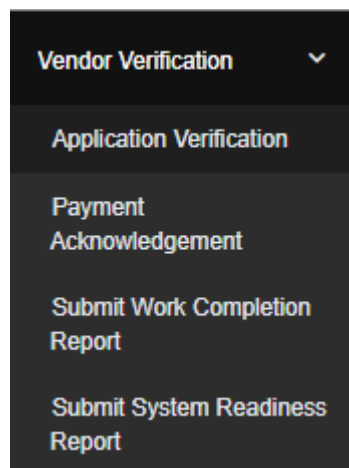 Vendor Verification
Application Verification
Payment
Acknowledgement
Submit Work Completion
Report
Submit System Readiness
Report